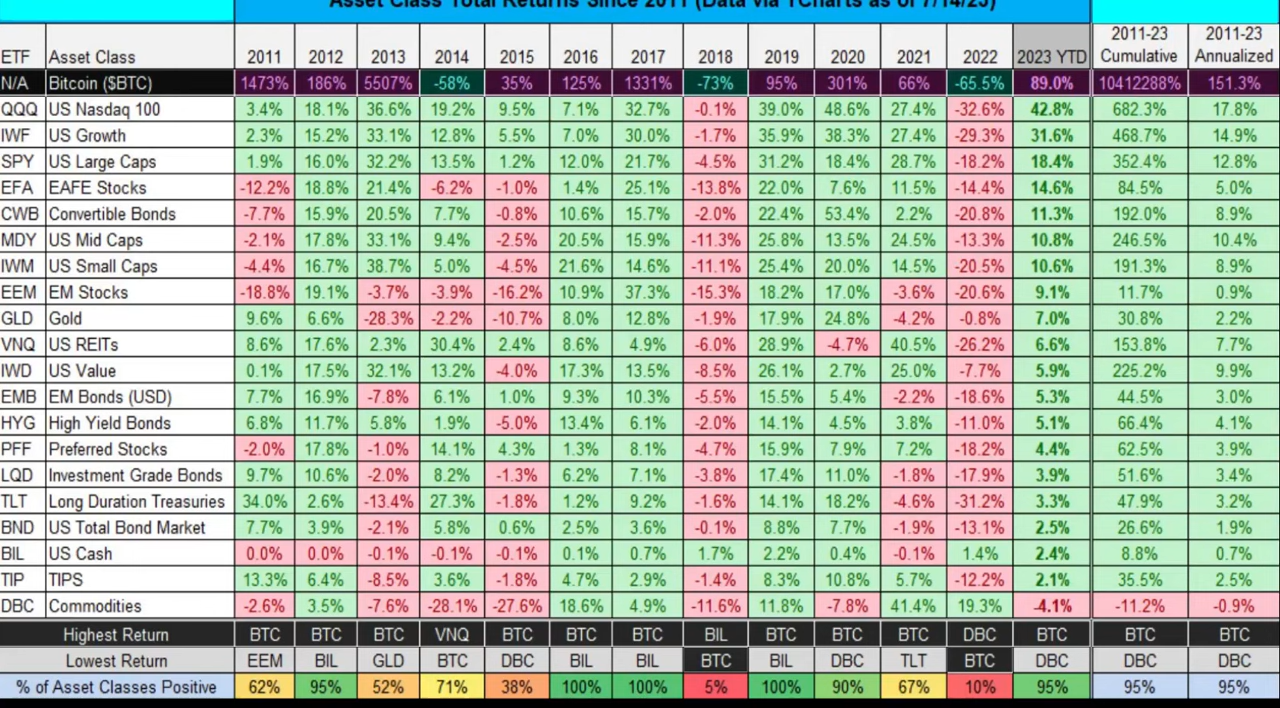 Asset Class Total Returns Since 2011 (Data via YCharts as of 7/14/23)
ETF Asset Class 2011 2012 2013 2014 2015 2016 2017 2018 2019 2020 2021 2022 2023 YTD 2011-23 Cumulative 2011-23 Annualized
N/A Bitcoin ($BTC) 1473% 186% 5507% -58% 35% 125% 1331% -73% 95% 301% 66% -65.5% 89.0% 10412288% 151.3%
QQQ US Nasdaq 100 3.4% 18.1% 36.6% 19.2% 9.5% 7.1% 32.7% -0.1% 39.0% 48.6% 27.4% -32.6% 42.8% 682.3% 17.8%
IWF US Growth 2.3% 15.2% 33.1% 12.8% 5.5% 7.0% 30.0% -1.7% 35.9% 38.3% 27.4% -29.3% 31.6% 468.7% 14.9%
SPY US Large Caps 1.9% 16.0% 32.2% 13.5% 1.2% 12.0% 21.7% -4.5% 31.2% 18.4% 28.7% -18.2% 18.4% 352.4% 12.8%
EFA EAFE Stocks -12.2% 18.8% 21.4% -6.2% -1.0% 1.4% 25.1% -13.8% 22.0% 7.6% 11.5% -14.4% 14.6% 84.5% 5.0%
CWB Convertible Bonds -7.7% 15.9% 20.5% 7.7% -0.8% 10.6% 15.7% -2.0% 22.4% 53.4% 2.2% -20.8% 11.3% 192.0% 8.9%
MDY US Mid Caps -2.1% 17.8% 33.1% 9.4% -2.5% 20.5% 15.9% -11.3% 25.8% 13.5% 24.5% -13.3% 10.8% 246.5% 10.4%
IWM US Small Caps -4.4% 16.7% 38.7% 5.0% -4.5% 21.6% 14.6% -11.1% 25.4% 20.0% 14.5% -20.5% 10.6% 191.3% 8.9%
EEM EM Stocks -18.8% 19.1% -3.7% -3.9% -16.2% 10.9% 37.3% -15.3% 18.2% 17.0% -3.6% -20.6% 9.1% 11.7% 0.9%
GLD Gold 9.6% 6.6% -28.3% -2.2% -10.7% 8.0% 12.8% -1.9% 17.9% 24.8% -4.2% -0.8% 7.0% 30.8% 2.2%
VNQ US REITs 8.6% 17.6% 2.3% 30.4% 2.4% 8.6% 4.9% -6.0% 28.9% -4.7% 40.5% -26.2% 6.6% 153.8% 7.7%
IWD US Value 0.1% 17.5% 32.1% 13.2% -4.0% 17.3% 13.5% -8.5% 26.1% 2.7% 25.0% -7.7% 5.9% 225.2% 9.9%
EMB EM Bonds (USD) 7.7% 16.9% -7.8% 6.1% 1.0% 9.3% 10.3% -5.5% 15.5% 5.4% -2.2% -18.6% 5.3% 44.5% 3.0%
HYG High Yield Bonds 6.8% 11.7% 5.8% 1.9% -5.0% 13.4% 6.1% -2.0% 14.1% 4.5% 3.8% -11.0% 5.1% 66.4% 4.1%
PFF Preferred Stocks -2.0% 17.8% -1.0% 14.1% 4.3% 1.3% 8.1% -4.7% 15.9% 7.9% 7.2% -18.2% 4.4% 62.5% 3.9%
LQD Investment Grade Bonds 9.7% 10.6% -2.0% 8.2% -1.3% 6.2% 7.1% -3.8% 17.4% 11.0% -1.8% -17.9% 3.9% 51.6% 3.4%
TLT Long Duration Treasuries 34.0% 2.6% -13.4% 27.3% -1.8% 1.2% 9.2% -1.6% 14.1% 18.2% -4.6% -31.2% 3.3% 47.9% 3.2%
BND US Total Bond Market 7.7% 3.9% -2.1% 5.8% 0.6% 2.5% 3.6% -0.1% 8.8% 7.7% -1.9% -13.1% 2.5% 26.6% 1.9%
BIL US Cash 0.0% 0.0% -0.1% -0.1% -0.1% 0.1% 0.7% 1.7% 2.2% 0.4% -0.1% 1.4% 2.4% 8.8% 0.7%
TIP TIPS 13.3% 6.4% -8.5% 3.6% -1.8% 4.7% 2.9% -1.4% 8.3% 10.8% 5.7% -12.2% 2.1% 35.5% 2.5%
DBC Commodities -2.6% 3.5% -7.6% -28.1% -27.6% 18.6% 4.9% -11.6% 11.8% -7.8% 41.4% 19.3% -4.1% -11.2% -0.9%
Highest Return BTC BTC BTC VNQ BTC BTC BTC BIL BTC BTC BTC DBC BTC BTC BTC
Lowest Return EEM BIL GLD BTC DBC BIL BIL BTC BIL DBC TLT BTC DBC DBC DBC
% of Asset Classes Positive 62% 95% 52% 71% 38% 100% 100% 5% 100% 90% 67% 10% 95% 95% 95%